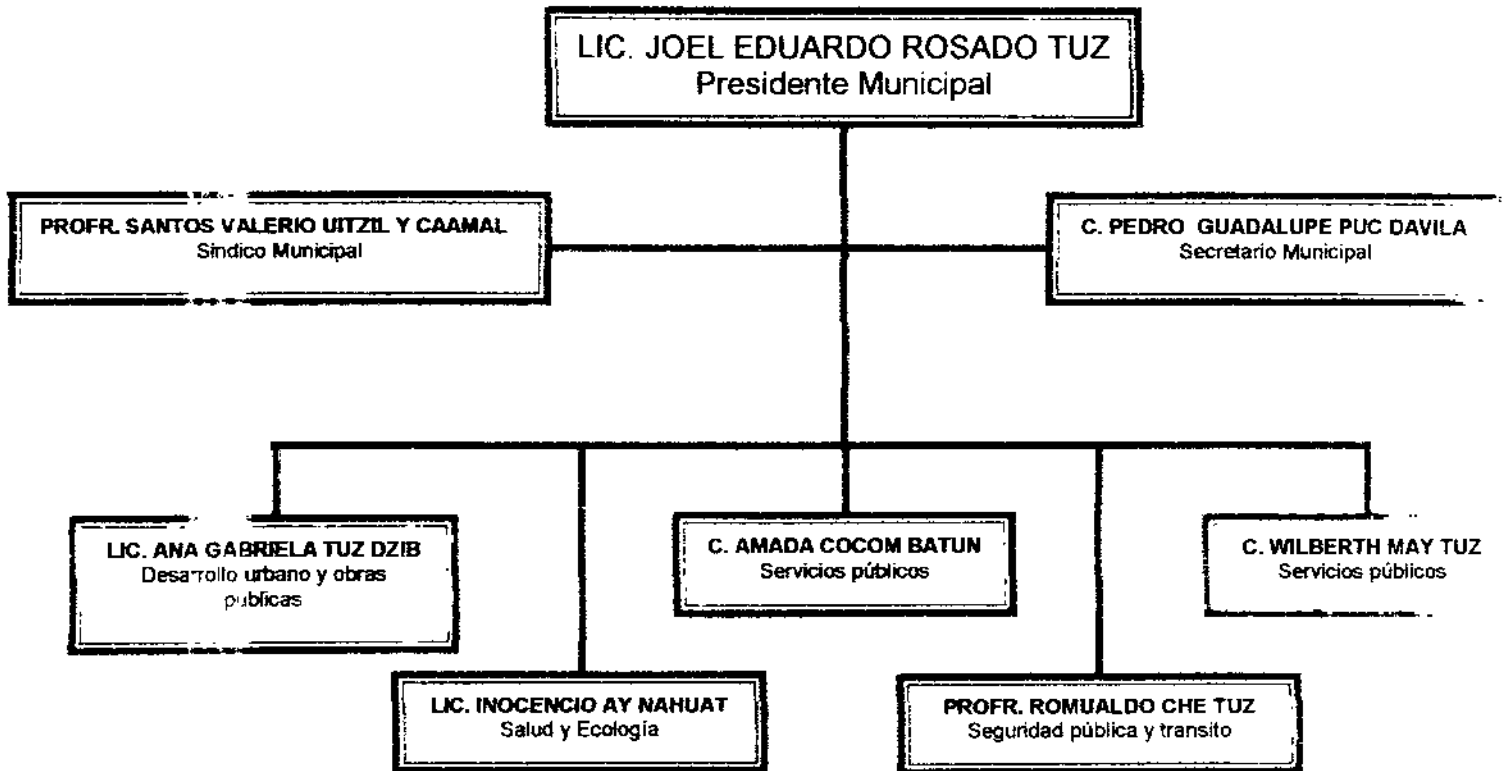 LIC. JOEL EDUARDO ROSADO TUZ
Presidente Municipal
PROFR. SANTOS VALERIO UITZIL Y CAAMAL
Sindico Municipal
C. PEDRO GUADALUPE PUC DAVILA
Secretario Municipal
LIC. ANA GABRIELA TUZ DZIB
Desarrollo urbano y obras
publicas
C. AMADA COCOM BATUN
Servicios públicos
C. WILBERTH MAY TUZ
Servicios públicos
LIC. INOCENCIO AY NAHUAT
Salud y Ecología
PROFR. ROMUALDO CHE TUZ
Seguridad pública y transito